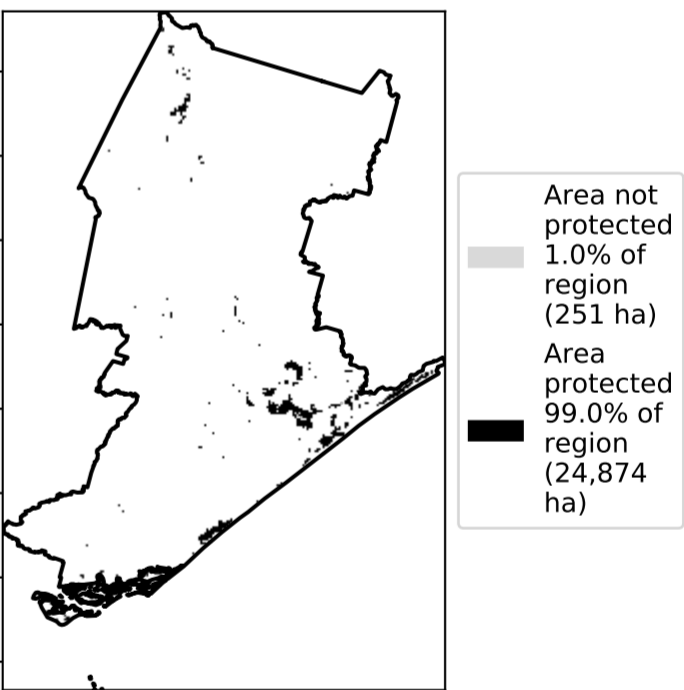 Area not
protected
1.0% of
region
(251 ha)
Area
protected
99.0% of
region
(24,874
ha)